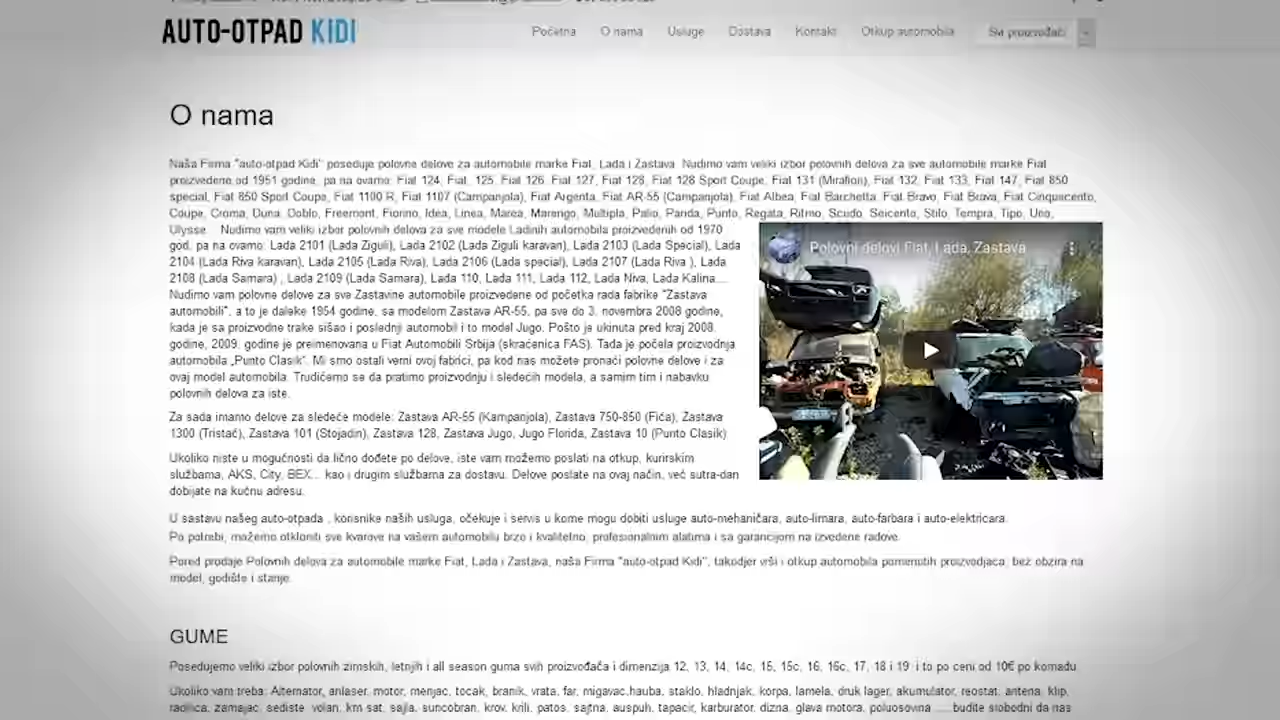 AUTO-OTPAD KIDI
Početna O nama Usluge Dostava Kontakt Otkup automobila Svi proizvođači
O nama
Naša Firma "auto-otpad Kidi" poseduje polovne delove za automobile marke Fiat, Lada i Zastava. Nudimo vam veliki izbor polovnih delova za sve automobile marke Fiat
proizvedene od 1951 godine, pa na ovamo: Fiat 124, Fiat, 125, Fiat 126, Fiat 127, Fiat 128, Fiat 128 Sport Coupe, Fiat 131 (Mirafiori), Fiat 132, Fiat 133, Fiat 147, Fiat 850
special, Fiat 850 Sport Coupe, Fiat 1100 R, Fiat 1107 (Campanjola), Fiat Argenta, Fiat AR-55 (Campanjola), Fiat Albea, Fiat Barchetta, Fiat Bravo, Fiat Brava, Fiat Cinquecento,
Coupe, Croma, Duna, Doblo, Freemont, Fiorino, Idea, Linea, Marea, Marengo, Multipla, Palio, Panda, Punto, Regata, Ritmo, Scudo, Seicento, Stilo, Tempra, Tipo, Uno,
Ulysse... Nudimo vam veliki izbor polovnih delova za sve modele Ladinih automobila proizvedenih od 1970
god, pa na ovamo: Lada 2101 (Lada Ziguli), Lada 2102 (Lada Ziguli karavan), Lada 2103 (Lada Special), Lada
2104 (Lada Riva karavan), Lada 2105 (Lada Riva), Lada 2106 (Lada special), Lada 2107 (Lada Riva ), Lada
2108 (Lada Samara) , Lada 2109 (Lada Samara), Lada 110, Lada 111, Lada 112, Lada Niva, Lada Kalina....
Nudimo vam polovne delove za sve Zastavine automobile proizvedene od početka rada fabrike "Zastava
automobili", a to je daleke 1954 godine, sa modelom Zastava AR-55, pa sve do 3. novembra 2008 godine,
kada je sa proizvodne trake sišao i poslednji automobil i to model Jugo. Pošto je ukinuta pred kraj 2008.
godine, 2009. godine je preimenovana u Fiat Automobili Srbija (skraćenica FAS). Tada je počela proizvodnja
automobila „Punto Clasik". Mi smo ostali verni ovoj fabrici, pa kod nas možete pronaći polovne delove i za
ovaj model automobila. Trudićemo se da pratimo proizvodnju i sledećih modela, a samim tim i nabavku
polovnih delova za iste.
Za sada imamo delove za sledeće modele: Zastava AR-55 (Kampanjola), Zastava 750-850 (Fića), Zastava
1300 (Tristać), Zastava 101 (Stojadin), Zastava 128, Zastava Jugo, Jugo Florida, Zastava 10 (Punto Clasik)
Ukoliko niste u mogućnosti da lično dođete po delove, iste vam možemo poslati na otkup, kurirskim
službama, AKS, City, BEX... kao i drugim službama za dostavu. Delove poslate na ovaj način, već sutra-dan
dobijate na kućnu adresu.
Polovni delovi Fiat, Lada, Zastava
U sastavu našeg auto-otpada , korisnike naših usluga, očekuje i servis u kome mogu dobiti usluge auto-mehaničara, auto-limara, auto-farbara i auto-elektricara.
Po potrebi, možemo otkloniti sve kvarove na vašem automobilu brzo i kvalitetno, profesionalnim alatima i sa garancijom na izvedene radove.
Pored prodaje Polovnih delova za automobile marke Fiat, Lada i Zastava, naša Firma "auto-otpad Kidi", takodjer vrši i otkup automobila pomenutih proizvodjača, bez obzira na
model, godište i stanje.
GUME
Posedujemo veliki izbor polovnih zimskih, letnjih i all season guma svih proizvođača i dimenzija 12, 13, 14, 14c, 15, 15c, 16, 16c, 17, 18 i 19 i to po ceni od 10€ po komadu.
Ukoliko vam treba: Alternator, anlaser, motor, menjac, tocak, branik, vrata, far, migavac,hauba, staklo, hladnjak, korpa, lamela, druk lager, akumulator, reostat, antena, klip,
radilica, zamajac, sediste, volan, km sat, sajla, suncobran, krov, krili, patos, sajtna, auspuh, tapacir, karburator, dizna, glava motora, poluosovina .... budite slobodni da nas